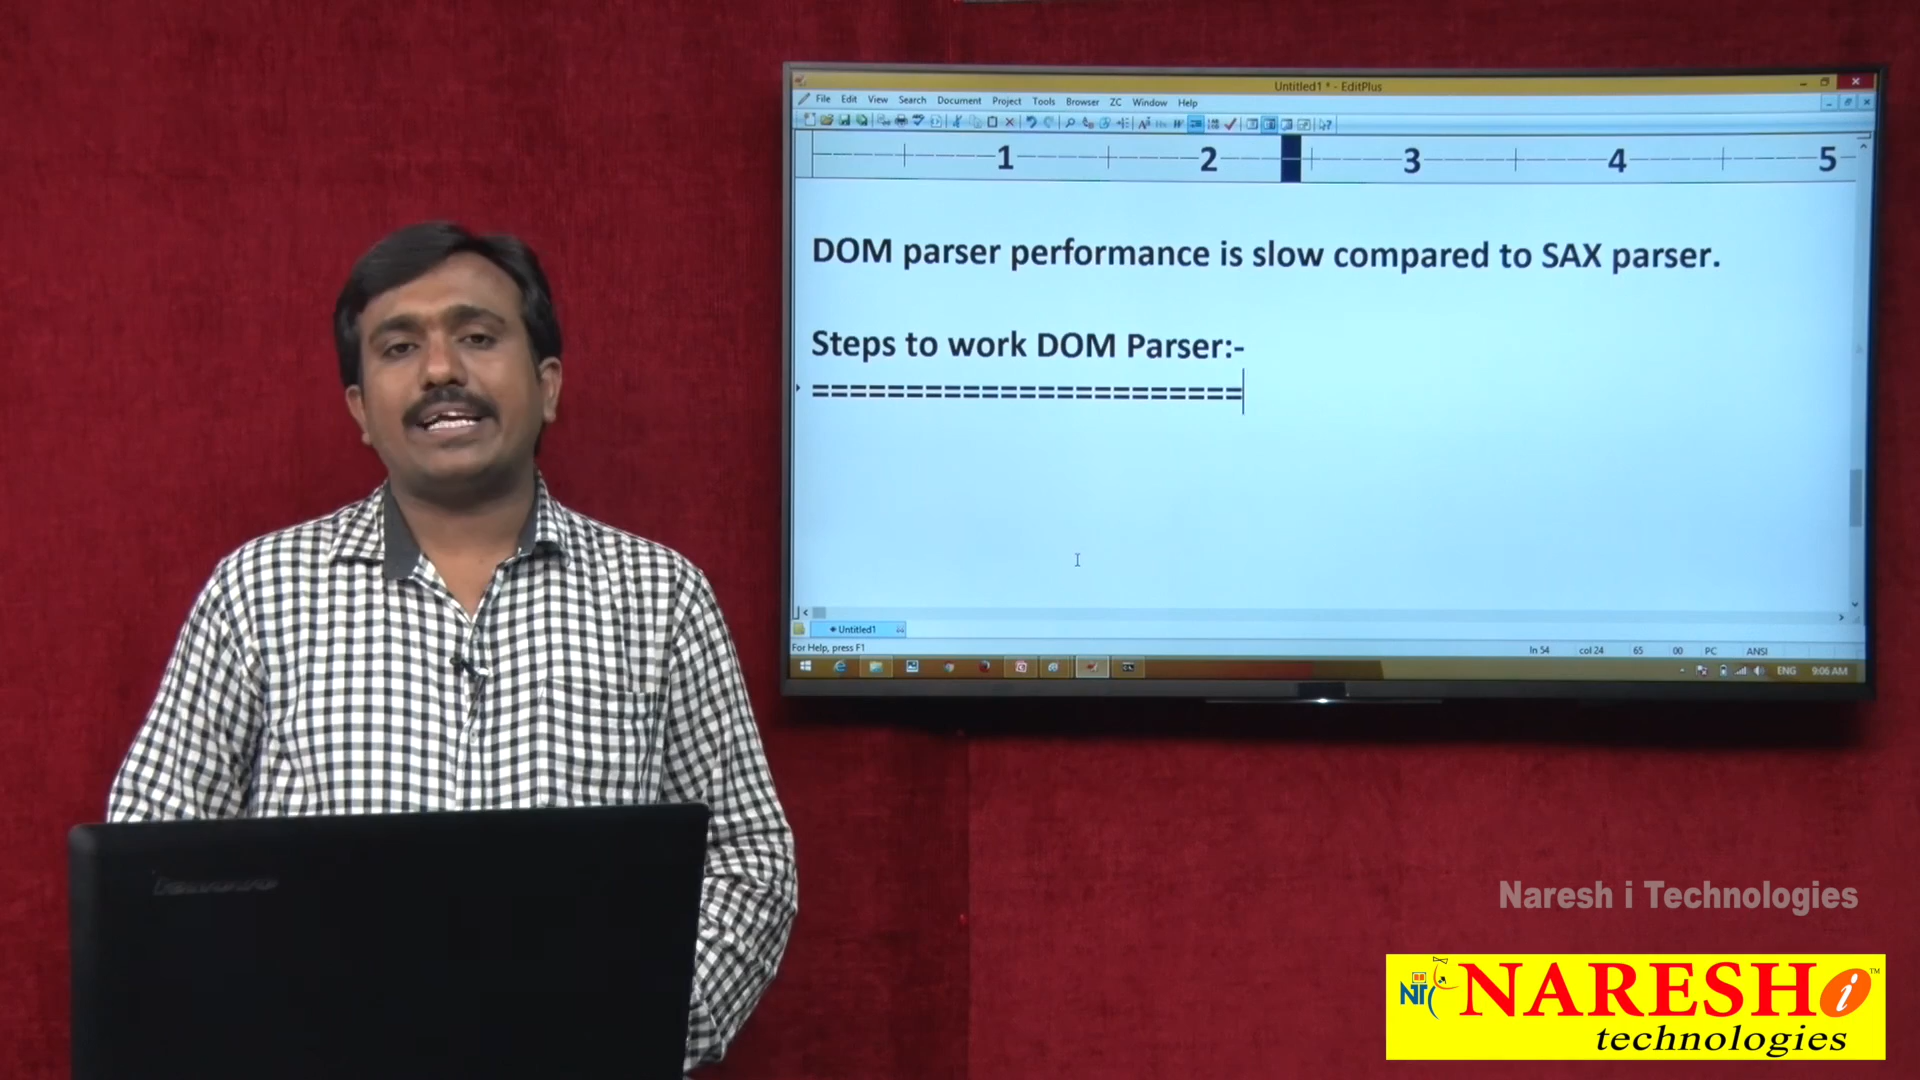 Untitled1 * - EditPlus
File Edit View Search Document Project Tools Browser ZC Window Help
1 2 3 4 5
DOM parser performance is slow compared to SAX parser.
Steps to work DOM Parser:-
=======================
Untitled1
For Help, press F1
ln 54 col 24 65 00 PC ANSI
ENG 9:06 AM
Naresh i Technologies
NT
NARESH i ™
technologies